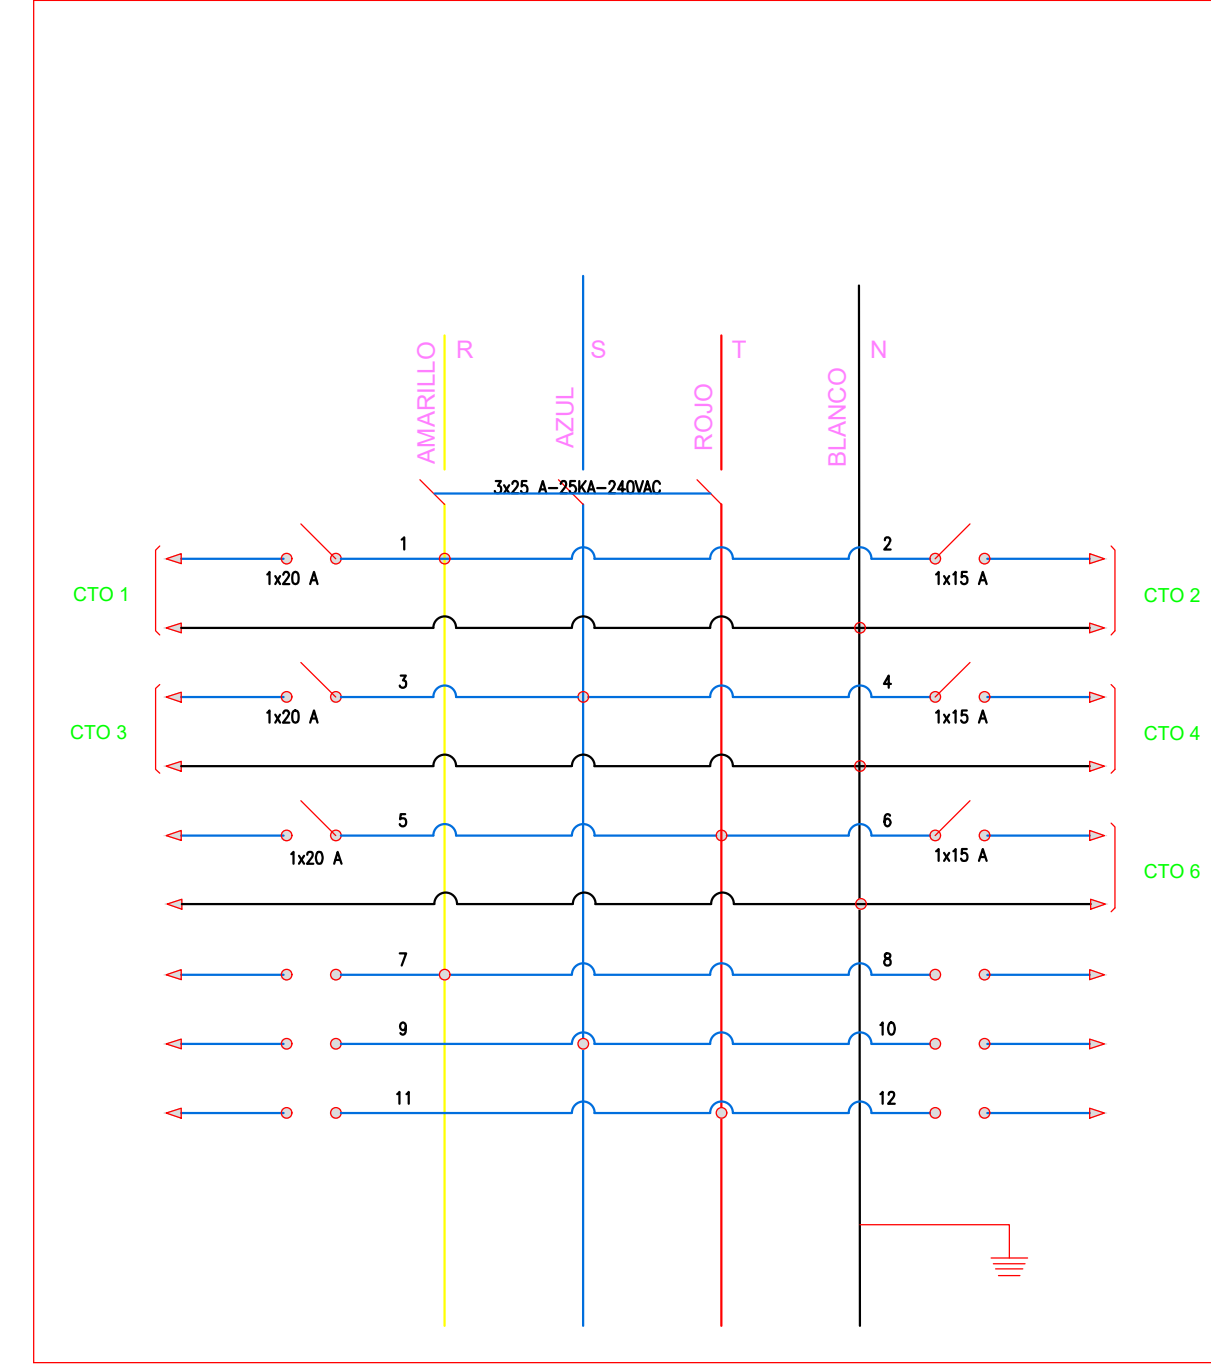 AMARILLO
R
AZUL
S
ROJO
T
BLANCO
N
3x25 A-25KA-240VAC
1
2
1x20 A
1x15 A
CTO 1
CTO 2
3
4
1x20 A
1x15 A
CTO 3
CTO 4
5
6
1x20 A
1x15 A
CTO 6
7
8
9
10
11
12